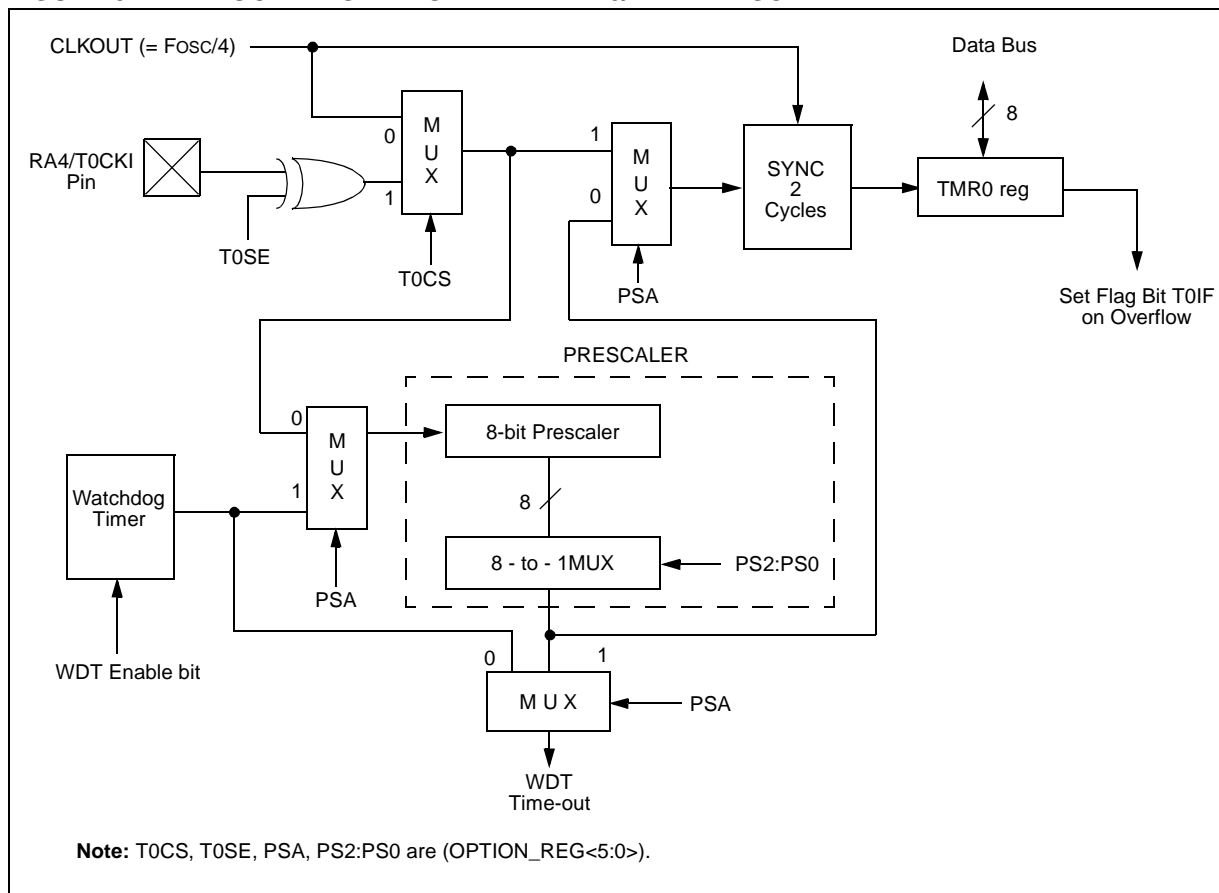 CLKOUT (= FOSC/4)
Data Bus
8
RA4/T0CKI
Pin
T0SE
0
1
M
U
X
T0CS
1
0
M
U
X
PSA
SYNC
2
Cycles
TMR0 reg
Set Flag Bit T0IF
on Overflow
PRESCALER
0
1
M
U
X
PSA
8-bit Prescaler
8
8 - to - 1MUX
PS2:PS0
Watchdog
Timer
WDT Enable bit
0
1
M U X
PSA
WDT
Time-out
Note: T0CS, T0SE, PSA, PS2:PS0 are (OPTION_REG<5:0>).